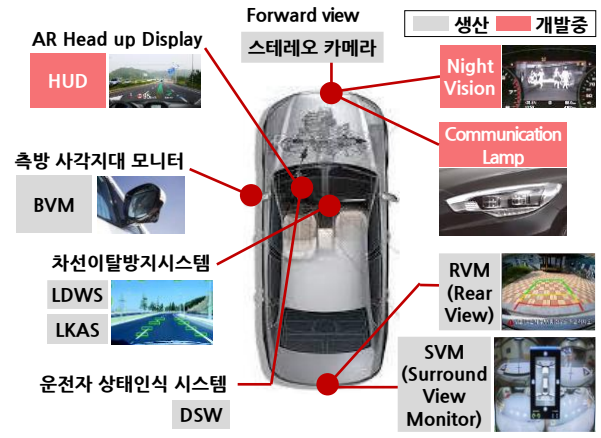 Forward view
생산 개발중
AR Head up Display
스테레오 카메라
HUD
Night
Vision
Communication
Lamp
측방 사각지대 모니터
BVM
차선이탈방지시스템
LDWS
LKAS
RVM
(Rear
View)
운전자 상태인식 시스템
DSW
SVM
(Surround
View
Monitor)